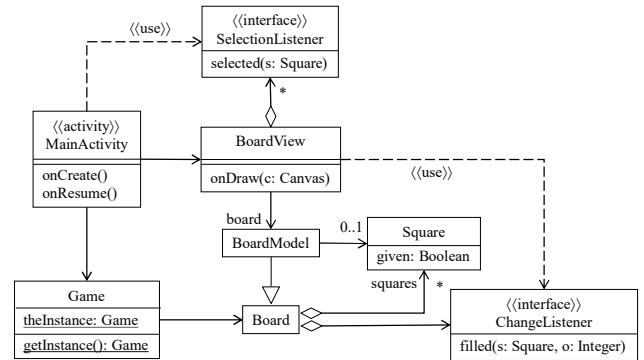 ⟨⟨use⟩⟩
⟨⟨interface⟩⟩
SelectionListener
selected(s: Square)
*
⟨⟨activity⟩⟩
MainActivity
onCreate()
onResume()
BoardView
onDraw(c: Canvas)
⟨⟨use⟩⟩
board
BoardModel
0..1
Square
given: Boolean
squares
*
Game
theInstance: Game
getInstance(): Game
Board
⟨⟨interface⟩⟩
ChangeListener
filled(s: Square, o: Integer)